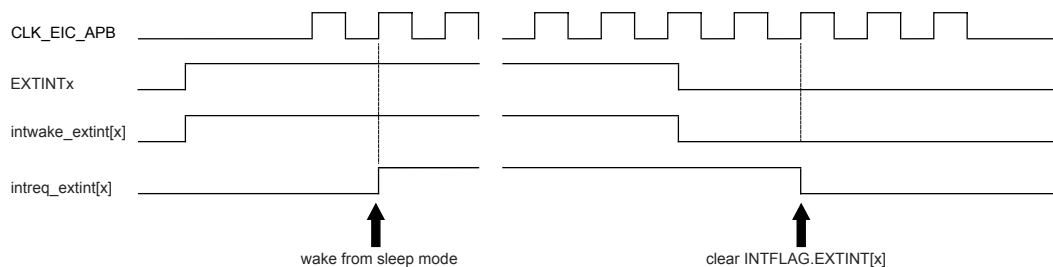 CLK_EIC_APB
EXTINTx
intwake_extint[x]
intreq_extint[x]
wake from sleep mode
clear INTFLAG.EXTINT[x]